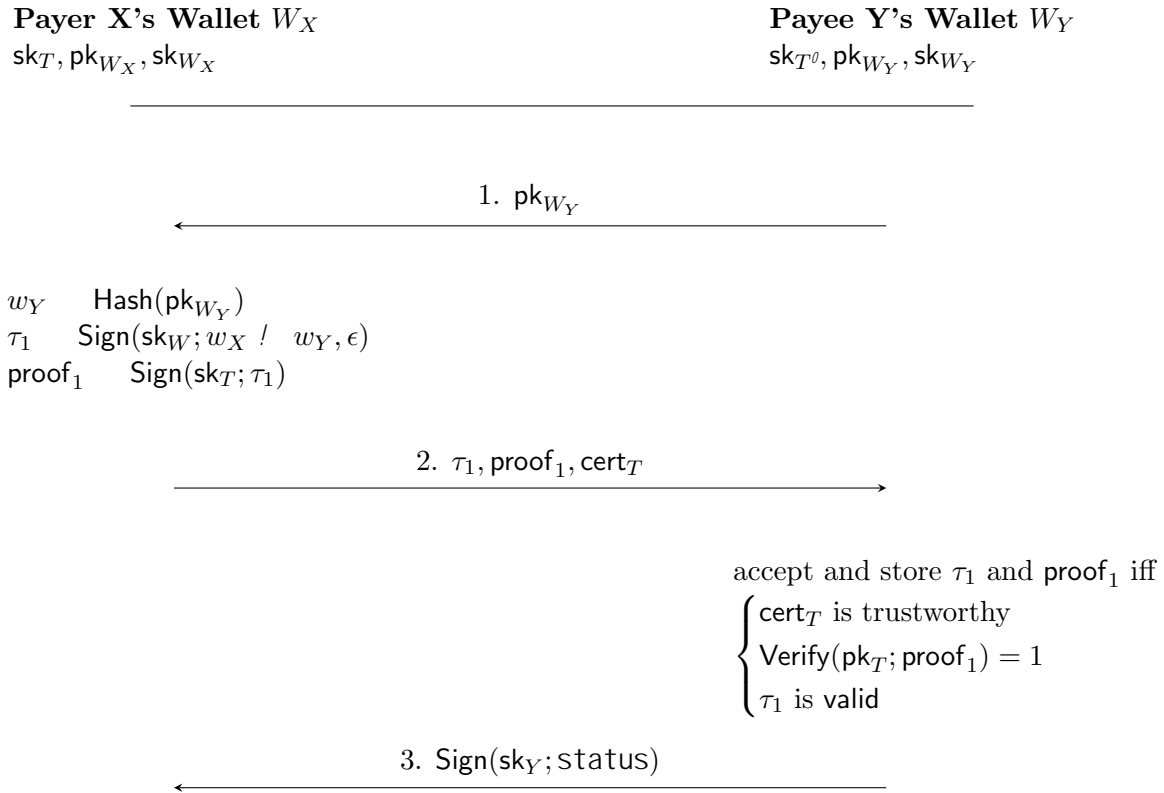 Payer X's Wallet W_X
Payee Y's Wallet W_Y
sk_T, pk_{W_X}, sk_{W_X}
sk_{T^0}, pk_{W_Y}, sk_{W_Y}
1. pk_{W_Y}
w_Y Hash(pk_{W_Y})
τ_1 Sign(sk_W; w_X ! w_Y, ϵ)
proof_1 Sign(sk_T; τ_1)
2. τ_1, proof_1, cert_T
accept and store τ_1 and proof_1 iff
cert_T is trustworthy
Verify(pk_T; proof_1) = 1
τ_1 is valid
3. Sign(sk_Y; status)